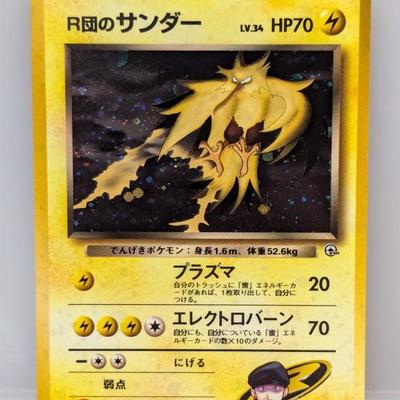 R団のサンダー LV.34 HP70
でんげきポケモン:身長1.6m、体重52.6kg
プラズマ 20
自分のトラッシュに「雷」エネルギーカ
ードがあれば、1枚取り出して、自分に
つける。
エレクトロバーン 70
自分にも、自分についている「雷」エネ
ルギーカードの数×10のダメージ。
にげる
弱点